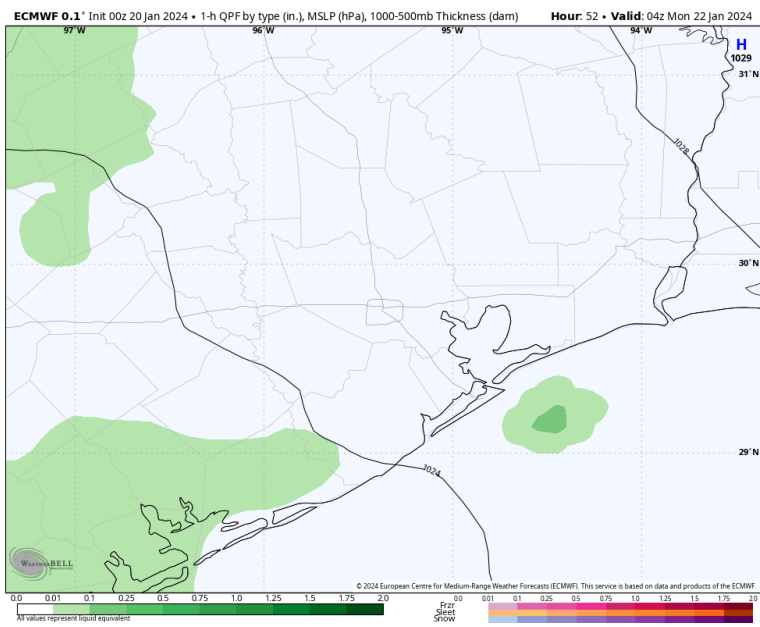 ECMWF 0.1° Init 00z 20 Jan 2024 • 1-h QPF by type (in.), MSLP (hPa), 1000-500mb Thickness (dam) Hour: 52 • Valid: 04z Mon 22 Jan 2024
97°W 96°W 95°W 94°W
H
1029
31°N
1028
30°N
29°N
1024
WEATHERBELL
© 2024 European Centre for Medium-Range Weather Forecasts (ECMWF). This service is based on data and products of the ECMWF.
0.0 0.01 0.1 0.25 0.5 0.75 1.0 1.25 1.5 1.75 2.0 0.0 0.01 0.1 0.25 0.5 0.75 1.0 1.25 1.5 1.75 2.0
Frzr
Sleet
Snow
All values represent liquid equivalent